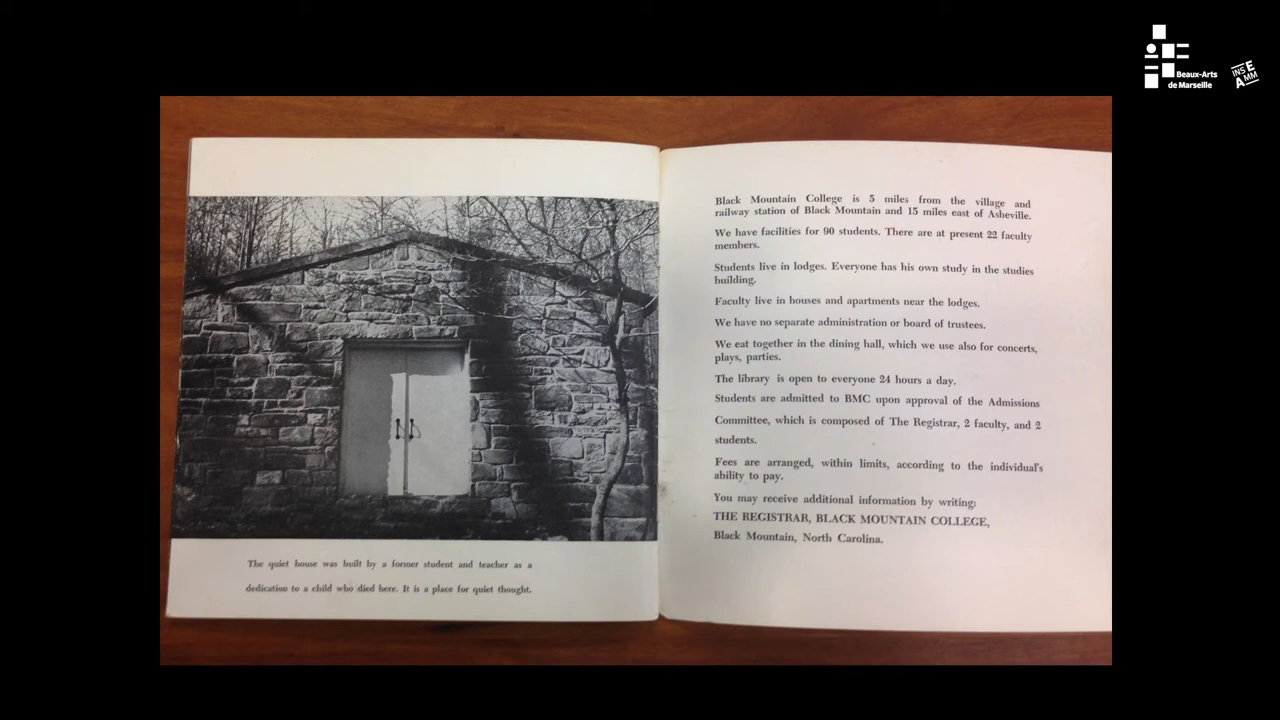 Beaux-Arts
de Marseille
INS E
A MM
The quiet house was built by a former student and teacher as a
dedication to a child who died here. It is a place for quiet thought.
Black Mountain College is 5 miles from the village and
railway station of Black Mountain and 15 miles east of Asheville.
We have facilities for 90 students. There are at present 22 faculty
members.
Students live in lodges. Everyone has his own study in the studies
building.
Faculty live in houses and apartments near the lodges.
We have no separate administration or board of trustees.
We eat together in the dining hall, which we use also for concerts,
plays, parties.
The library is open to everyone 24 hours a day.
Students are admitted to BMC upon approval of the Admissions
Committee, which is composed of The Registrar, 2 faculty, and 2
students.
Fees are arranged, within limits, according to the individual's
ability to pay.
You may receive additional information by writing:
THE REGISTRAR, BLACK MOUNTAIN COLLEGE,
Black Mountain, North Carolina.